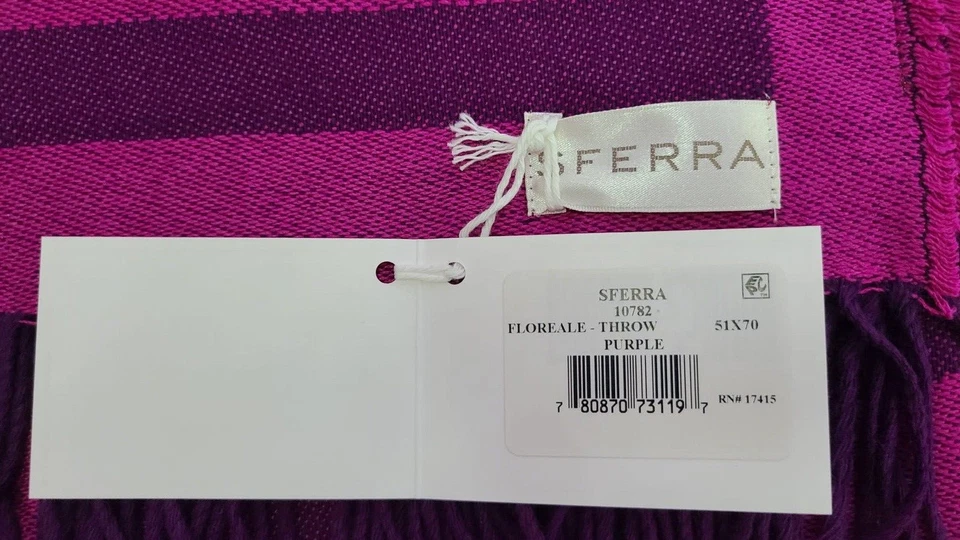 SFERRA
SFERRA
10782
FLOREALE - THROW 51X70
PURPLE
7 80870 73119 7
RN# 17415